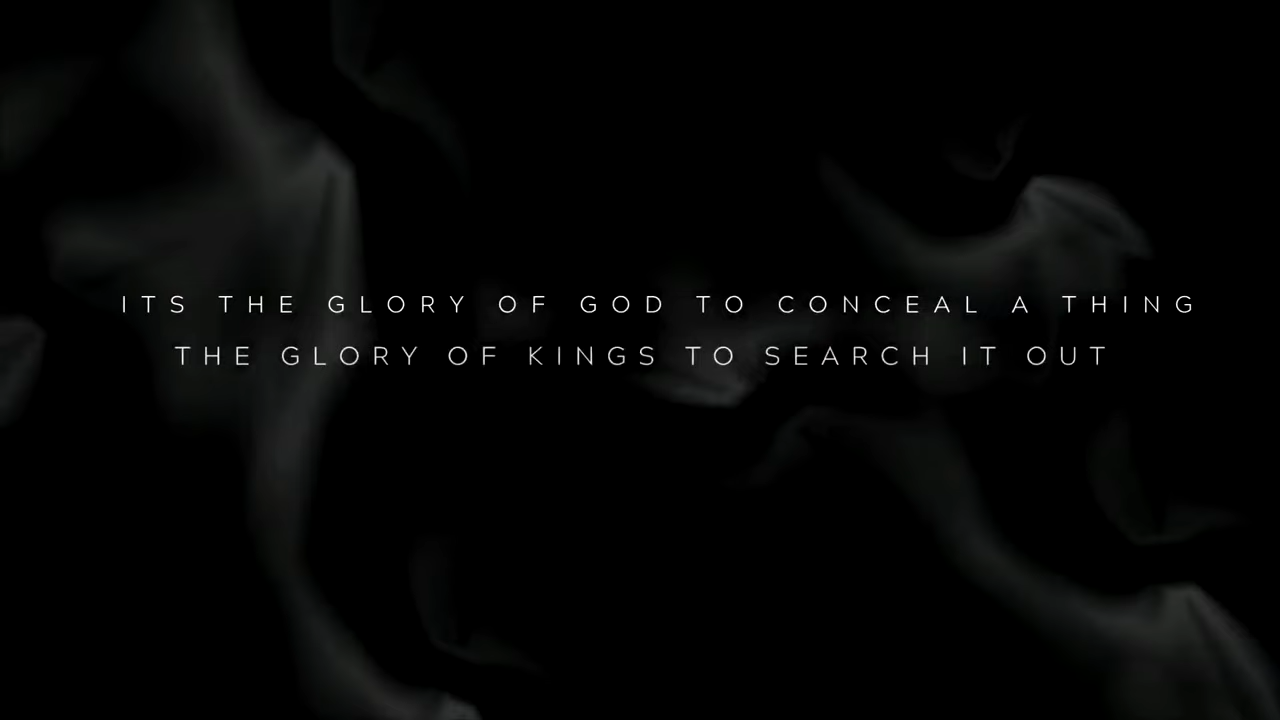 ITS THE GLORY OF GOD TO CONCEAL A THING
THE GLORY OF KINGS TO SEARCH IT OUT